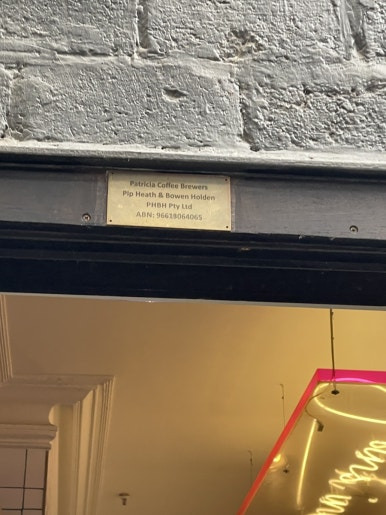 Patricia Coffee Brewers
Pip Heath & Bowen Holden
PHBH Pty Ltd
ABN: 96618064065